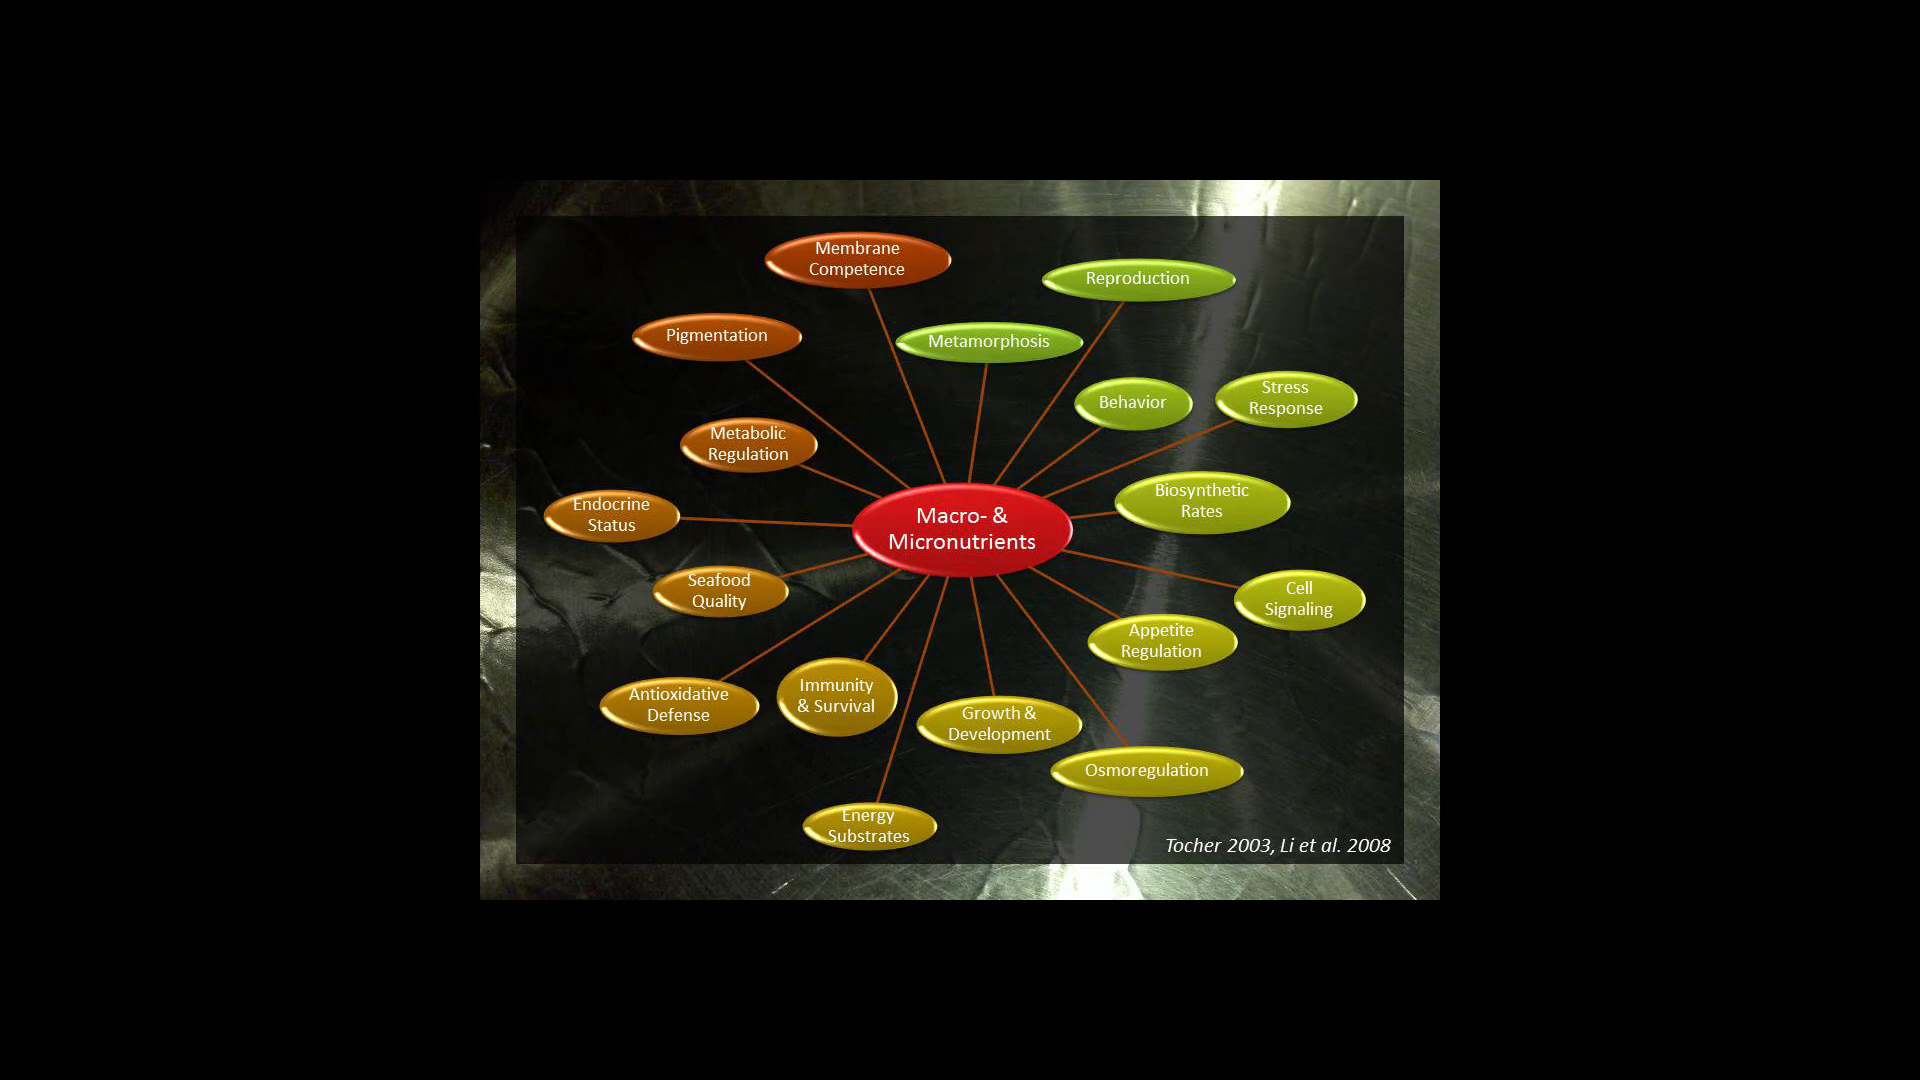 Membrane
Competence
Reproduction
Pigmentation
Metamorphosis
Stress
Response
Behavior
Metabolic
Regulation
Biosynthetic
Rates
Endocrine
Status
Macro- &
Micronutrients
Seafood
Quality
Cell
Signaling
Appetite
Regulation
Antioxidative
Defense
Immunity
& Survival
Growth &
Development
Osmoregulation
Energy
Substrates
Tocher 2003, Li et al. 2008